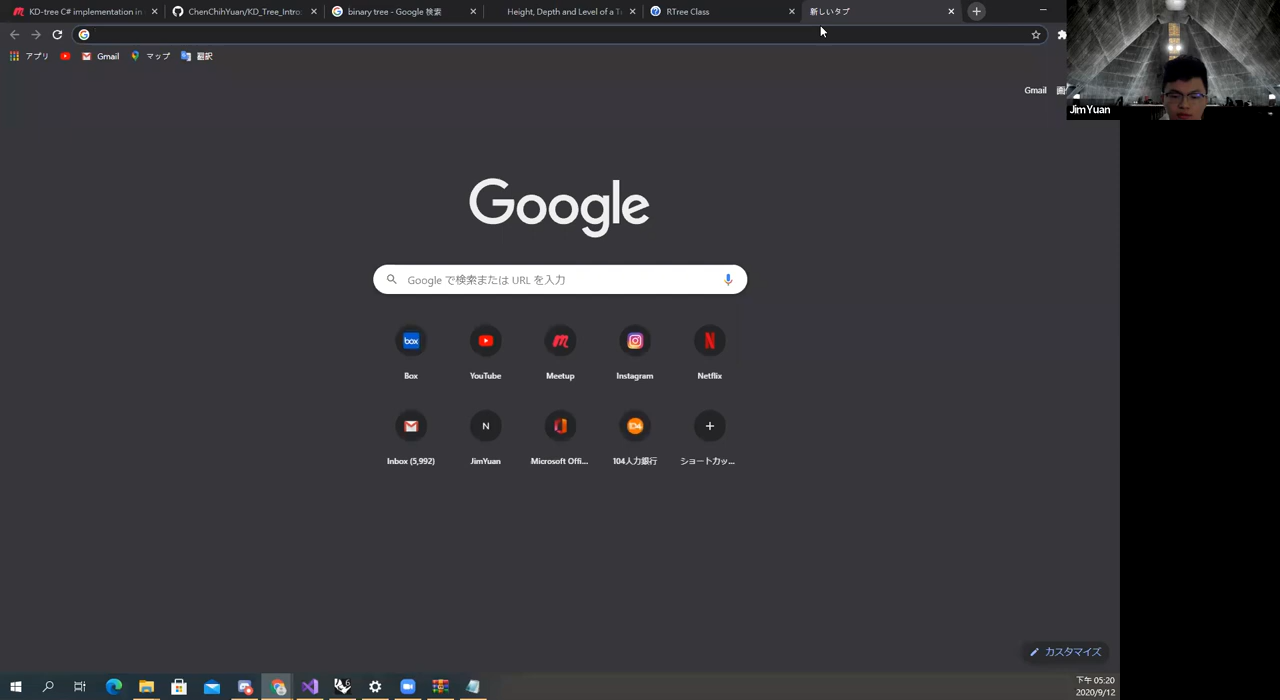 KD-tree C# implementation in
ChenChihYuan/KD_Tree_Intro:
binary tree - Google 検索
Height, Depth and Level of a T
RTree Class
新しいタブ
アプリ
Gmail
マップ
翻訳
Gmail
画
JimYuan
Google
Google で検索または URL を入力
box
Box
YouTube
Meetup
Instagram
Netflix
N
104
Inbox (5,992)
JimYuan
Microsoft Offi...
104人力銀行
ショートカッ...
カスタマイズ
下午 05:20
2020/9/12